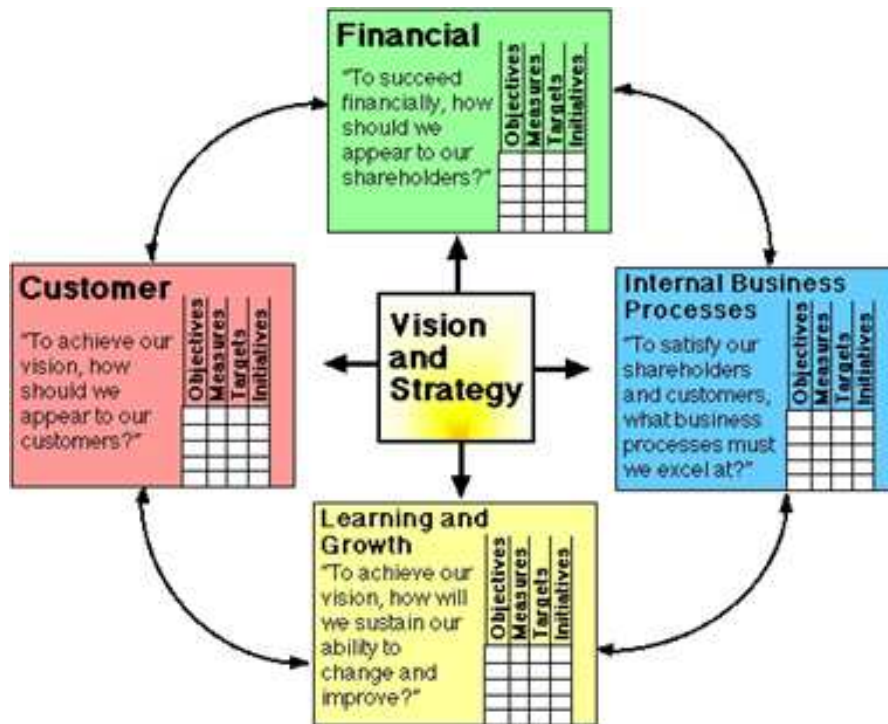 Financial
“To succeed
financially, how
should we
appear to our
shareholders?”
Objectives
Measures
Targets
Initiatives
Customer
“To achieve our
vision, how
should we
appear to our
customers?”
Objectives
Measures
Targets
Initiatives
Vision
and
Strategy
Internal Business
Processes
“To satisfy our
shareholders
and customers,
what business
processes must
we excel at?”
Objectives
Measures
Targets
Initiatives
Learning and
Growth
“To achieve our
vision, how will
we sustain our
ability to
change and
improve?”
Objectives
Measures
Targets
Initiatives